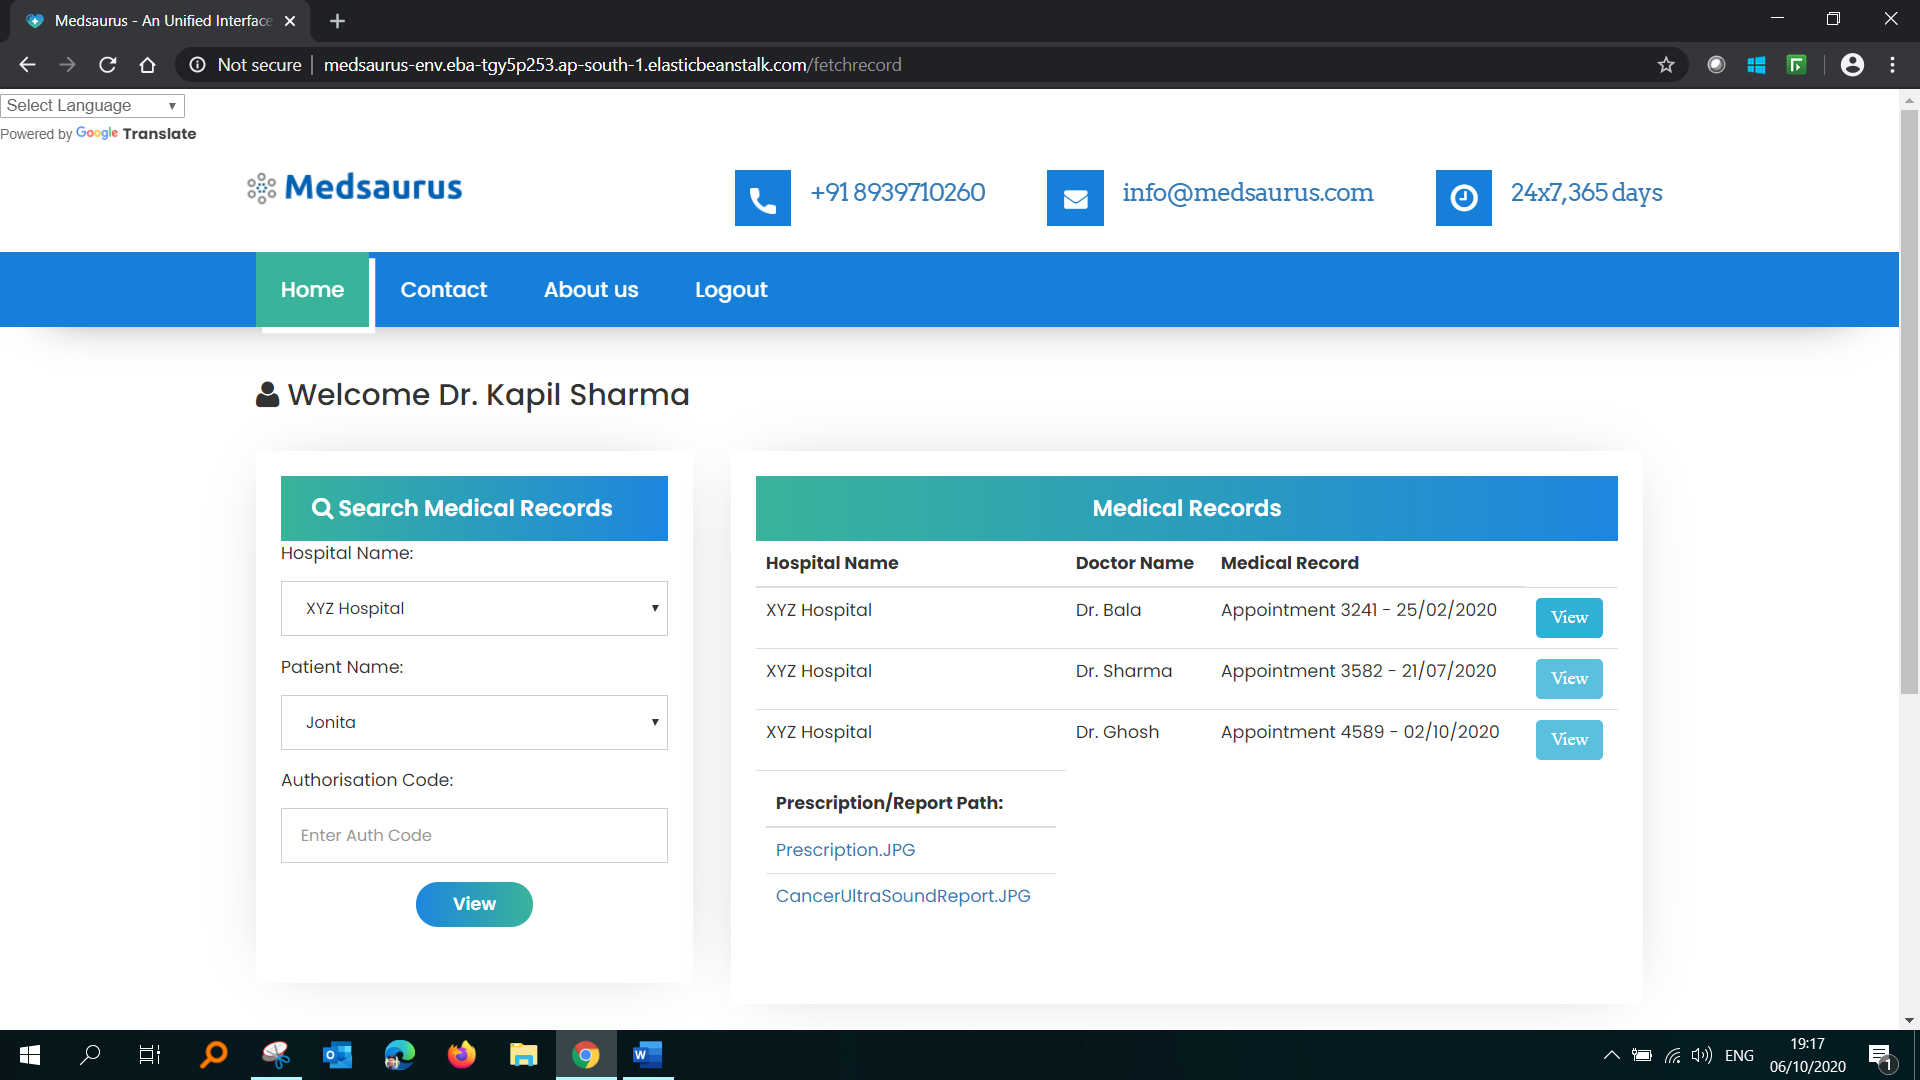 Medsaurus - An Unified Interface
Not secure
medsaurus-env.eba-tgy5p253.ap-south-1.elasticbeanstalk.com/fetchrecord
Select Language
Powered by Google Translate
Medsaurus
+91 8939710260
info@medsaurus.com
24x7,365 days
Home
Contact
About us
Logout
Welcome Dr. Kapil Sharma
Search Medical Records
Hospital Name:
XYZ Hospital
Patient Name:
Jonita
Authorisation Code:
Enter Auth Code
View
Medical Records
Hospital Name Doctor Name Medical Record
XYZ Hospital Dr. Bala Appointment 3241 - 25/02/2020 View
XYZ Hospital Dr. Sharma Appointment 3582 - 21/07/2020 View
XYZ Hospital Dr. Ghosh Appointment 4589 - 02/10/2020 View
Prescription/Report Path:
Prescription.JPG
CancerUltraSoundReport.JPG
ENG
19:17
06/10/2020
1